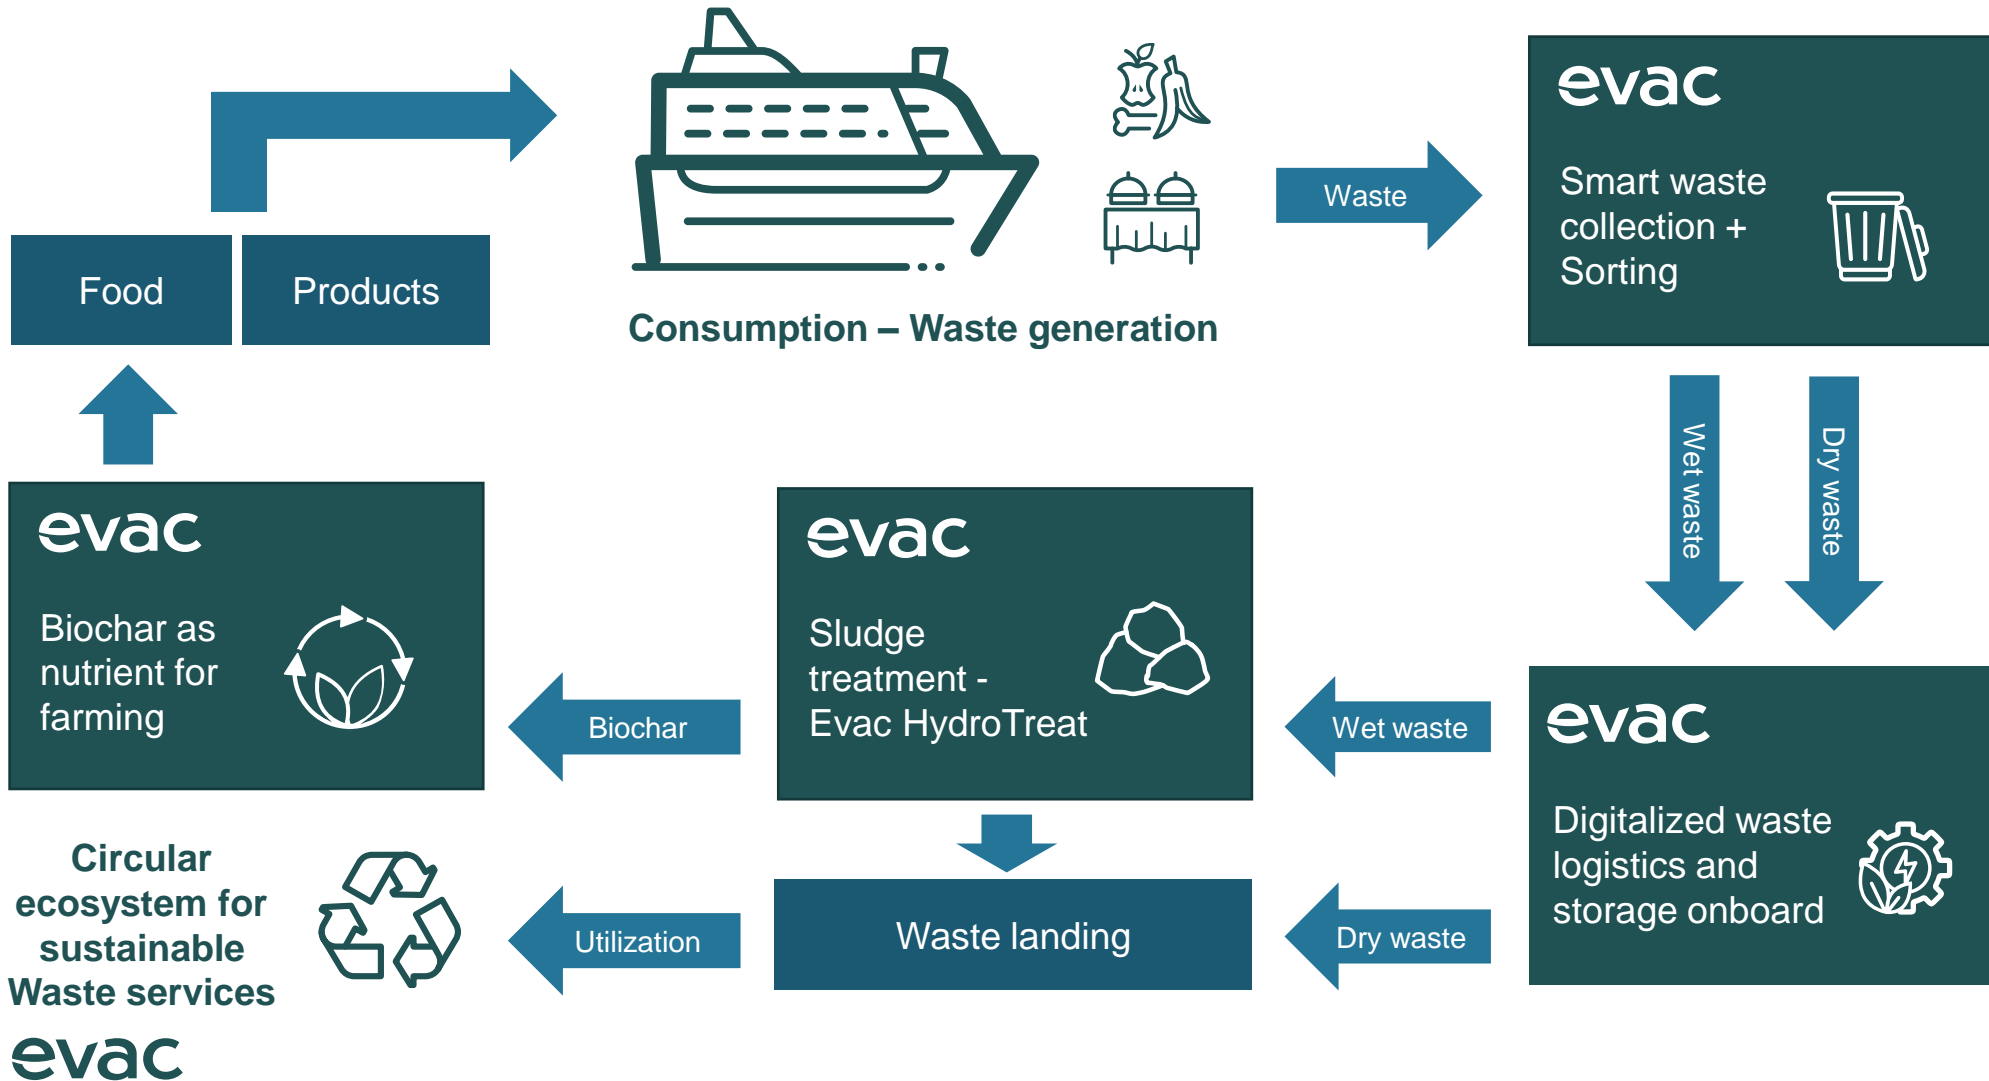 evac
Smart waste
collection +
Sorting
Waste
Food
Products
Consumption – Waste generation
Wet waste
Dry waste
evac
Biochar as
nutrient for
farming
evac
Sludge
treatment -
Evac HydroTreat
Biochar
Wet waste
evac
Digitalized waste
logistics and
storage onboard
Circular
ecosystem for
sustainable
Waste services
Utilization
Waste landing
Dry waste
evac